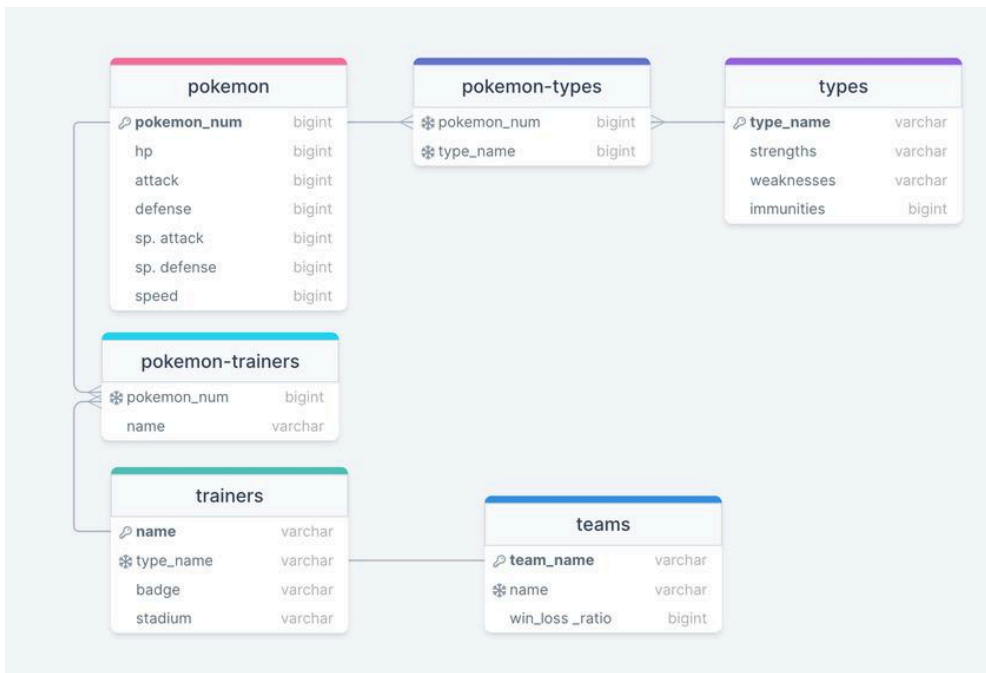 pokemon
pokemon_num bigint
hp bigint
attack bigint
defense bigint
sp. attack bigint
sp. defense bigint
speed bigint
pokemon-types
pokemon_num bigint
type_name bigint
types
type_name varchar
strengths varchar
weaknesses varchar
immunities bigint
pokemon-trainers
pokemon_num bigint
name varchar
trainers
name varchar
type_name varchar
badge varchar
stadium varchar
teams
team_name varchar
name varchar
win_loss _ratio bigint